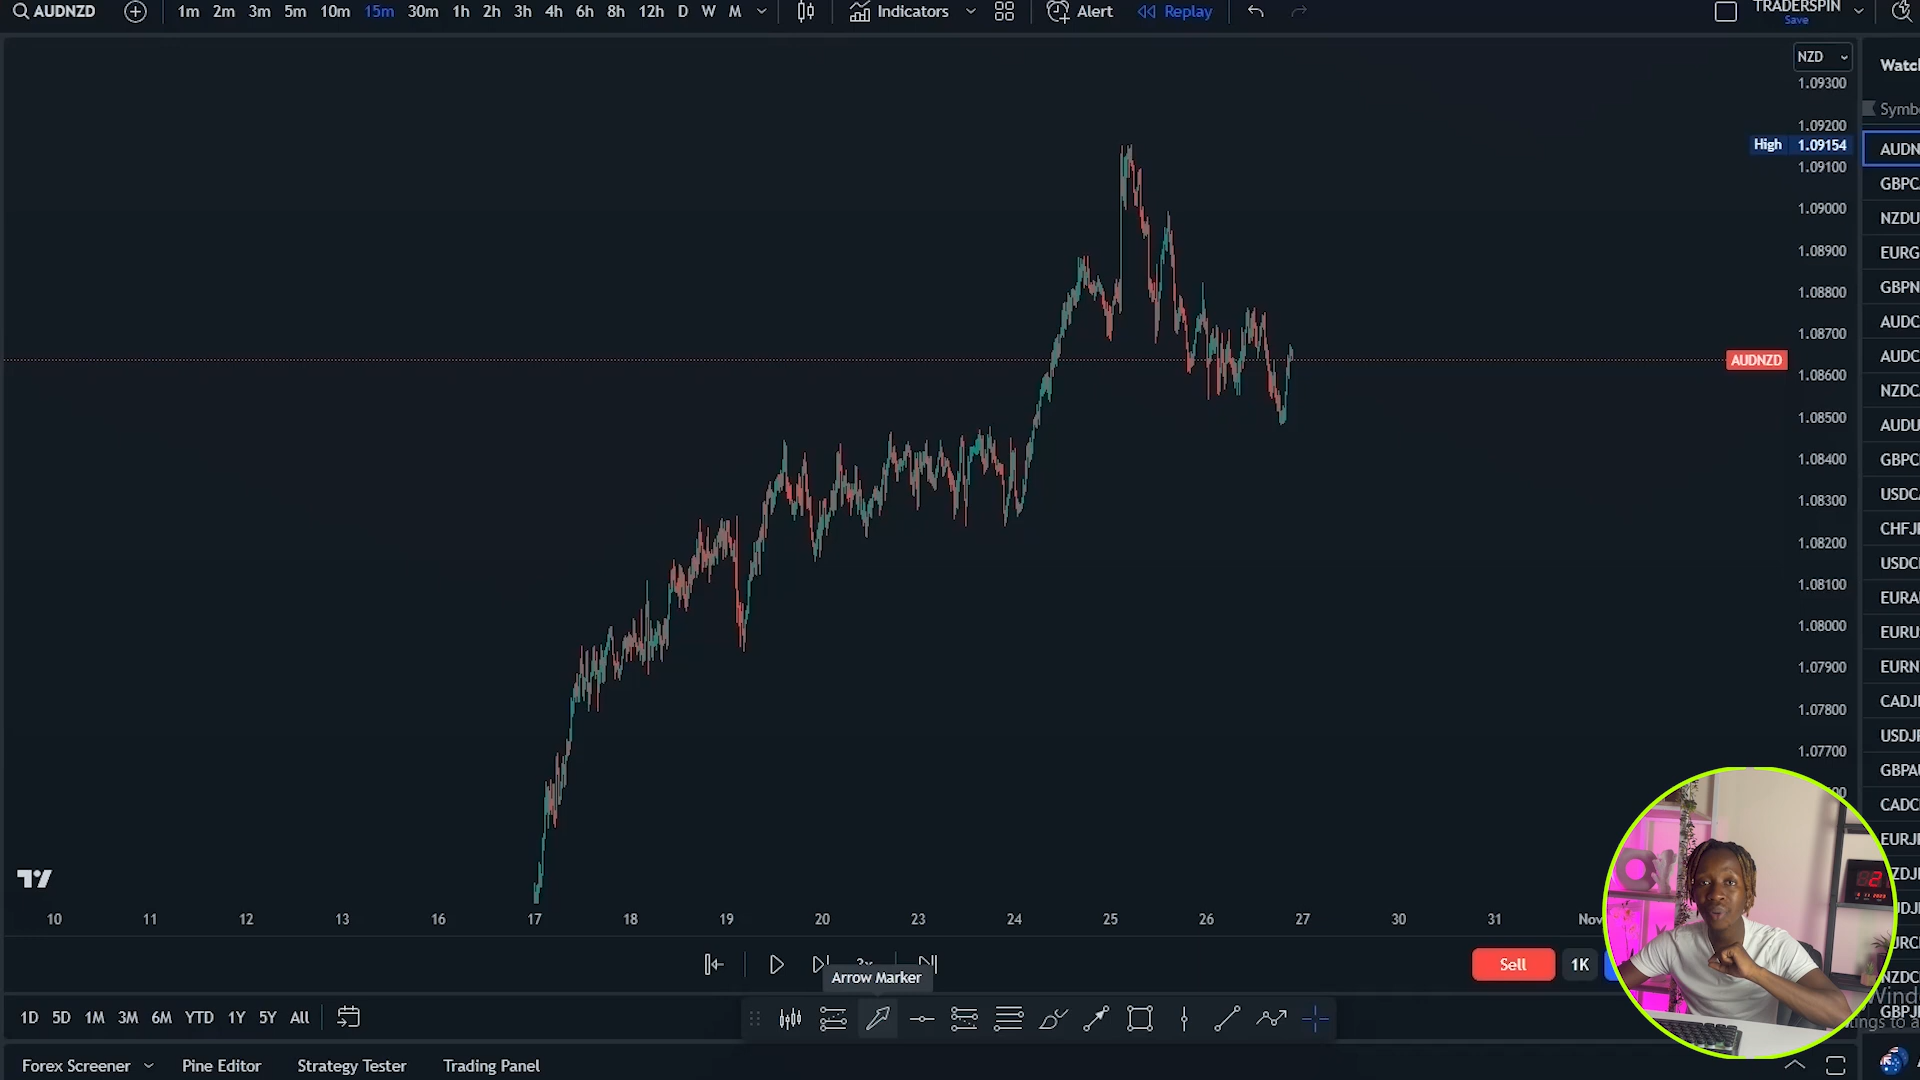 AUDNZD 1m 2m 3m 5m 10m 15m 30m 1h 2h 3h 4h 6h 8h 12h D W M Indicators Alert Replay TRADERSPIN
Save
NZD
1.09300
1.09200
High 1.09154
1.09100
1.09000
1.08900
1.08800
1.08700
AUDNZD
1.08600
1.08500
1.08400
1.08300
1.08200
1.08100
1.08000
1.07900
1.07800
1.07700
Watcl
Symbo
AUDN
GBPC
NZDU
EURG
GBPN
AUDC
AUDC
NZDC
AUDU
GBPC
USDC
CHFJ
USDC
EURA
EURU
EURN
CADJ
USDJ
GBPA
CADC
EURJ
10 11 12 13 16 17 18 19 20 23 24 25 26 27 30 31 Nov
Sell 1K
Arrow Marker
1D 5D 1M 3M 6M YTD 1Y 5Y All
Forex Screener Pine Editor Strategy Tester Trading Panel